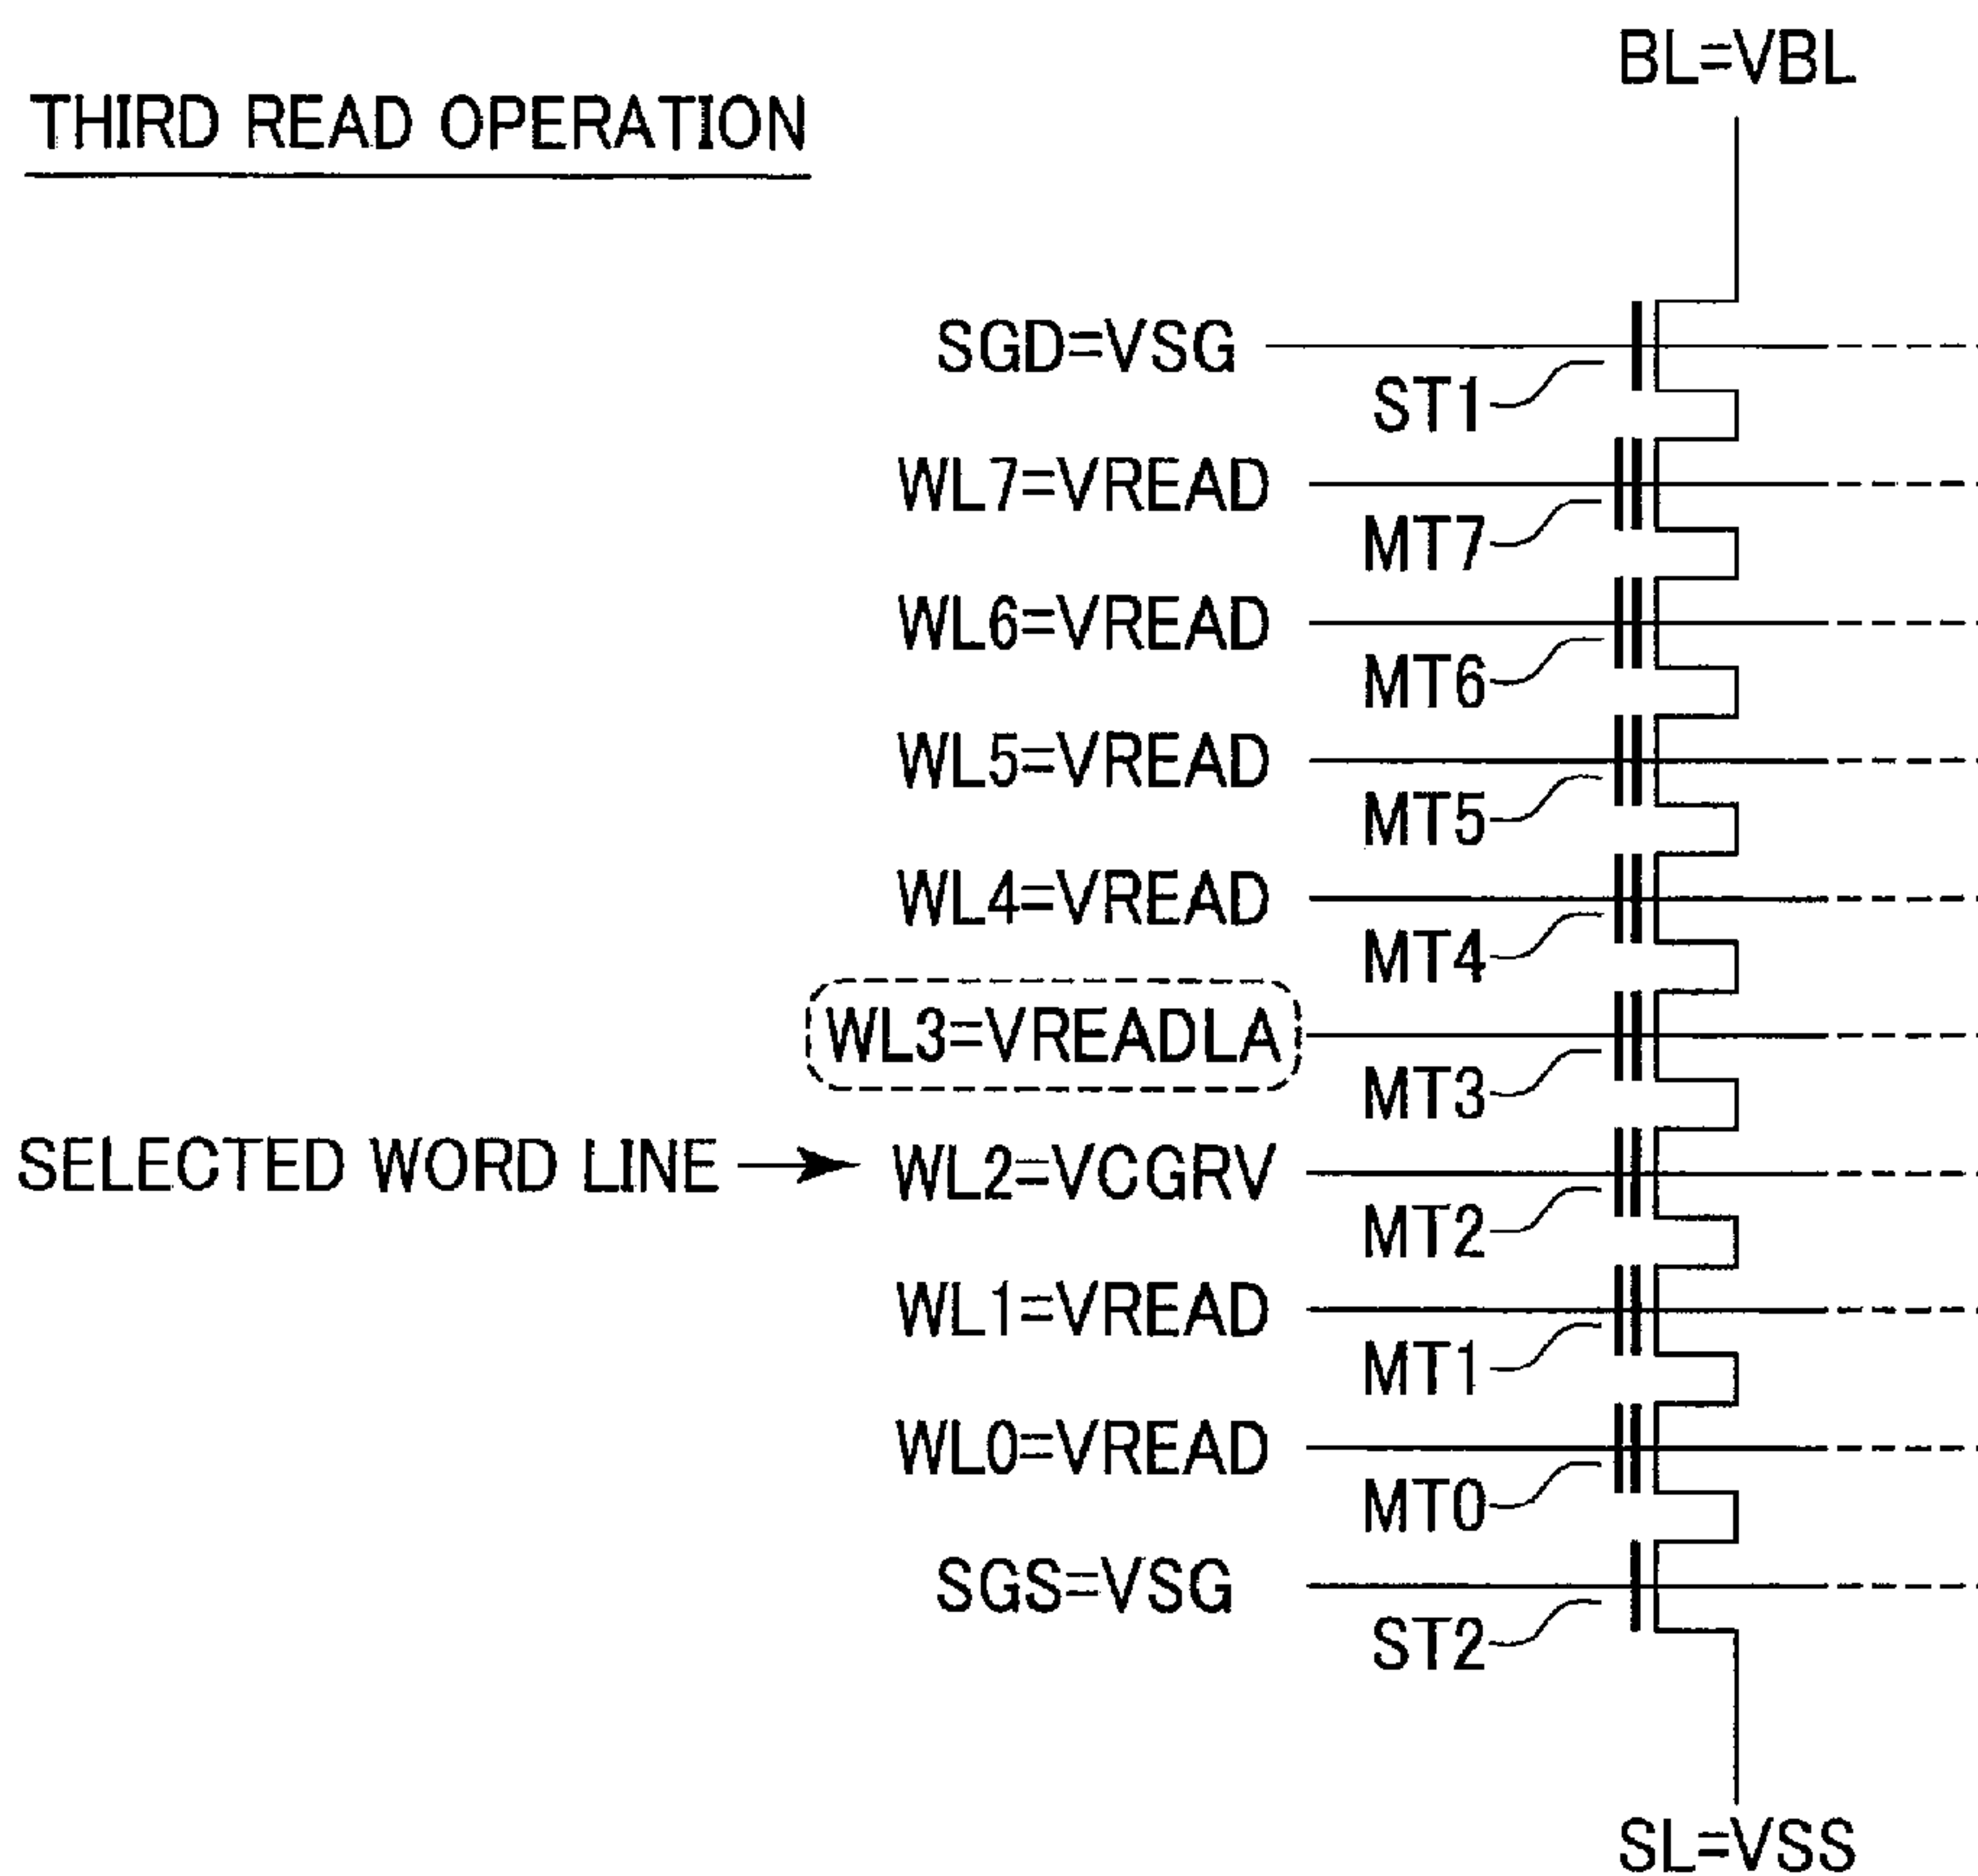 BL=VBL
THIRD READ OPERATION
SGD=VSG
ST1
WL7=VREAD
MT7
WL6=VREAD
MT6
WL5=VREAD
MT5
WL4=VREAD
MT4
WL3=VREADLA
MT3
SELECTED WORD LINE
WL2=VCGRV
MT2
WL1=VREAD
MT1
WL0=VREAD
MT0
SGS=VSG
ST2
SL=VSS